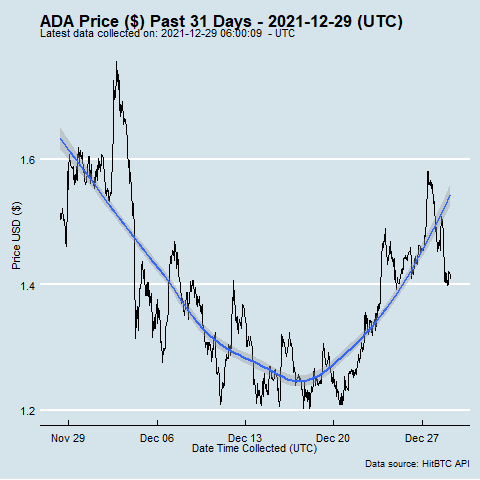 ADA Price ($) Past 31 Days - 2021-12-29 (UTC)
Latest data collected on: 2021-12-29 06:00:09 - UTC
1.6
1.4
1.2
Price USD ($)
Nov 29 Dec 06 Dec 13 Dec 20 Dec 27
Date Time Collected (UTC)
Data source: HitBTC API